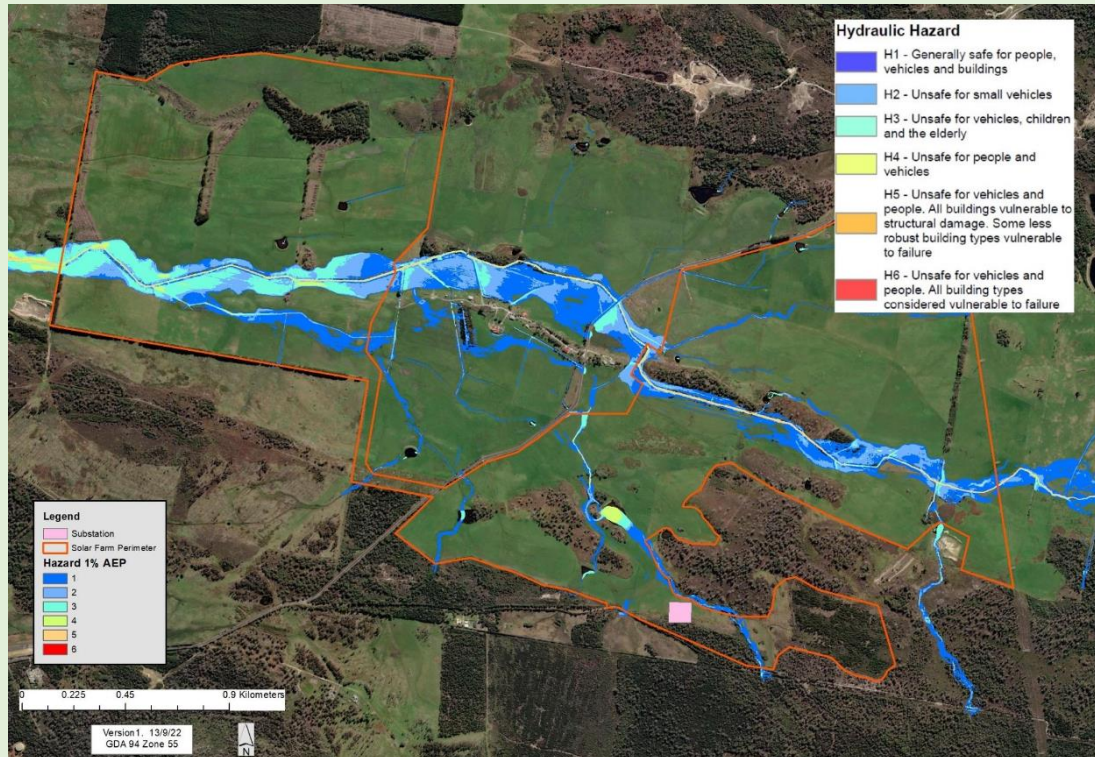 Hydraulic Hazard
H1 - Generally safe for people,
vehicles and buildings
H2 - Unsafe for small vehicles
H3 - Unsafe for vehicles, children
and the elderly
H4 - Unsafe for people and
vehicles
H5 - Unsafe for vehicles and
people. All buildings vulnerable to
structural damage. Some less
robust building types vulnerable
to failure
H6 - Unsafe for vehicles and
people. All building types
considered vulnerable to failure
Legend
Substation
Solar Farm Perimeter
Hazard 1% AEP
1
2
3
4
5
6
0 0.225 0.45 0.9 Kilometers
Version1. 13/9/22
GDA 94 Zone 55
N